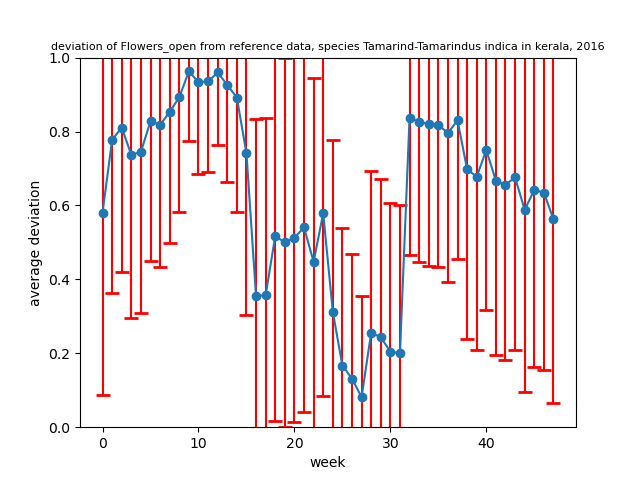 deviation of Flowers_open from reference data, species Tamarind-Tamarindus indica in kerala, 2016
1.0
0.8
0.6
0.4
0.2
0.0
average deviation
0 10 20 30 40
week